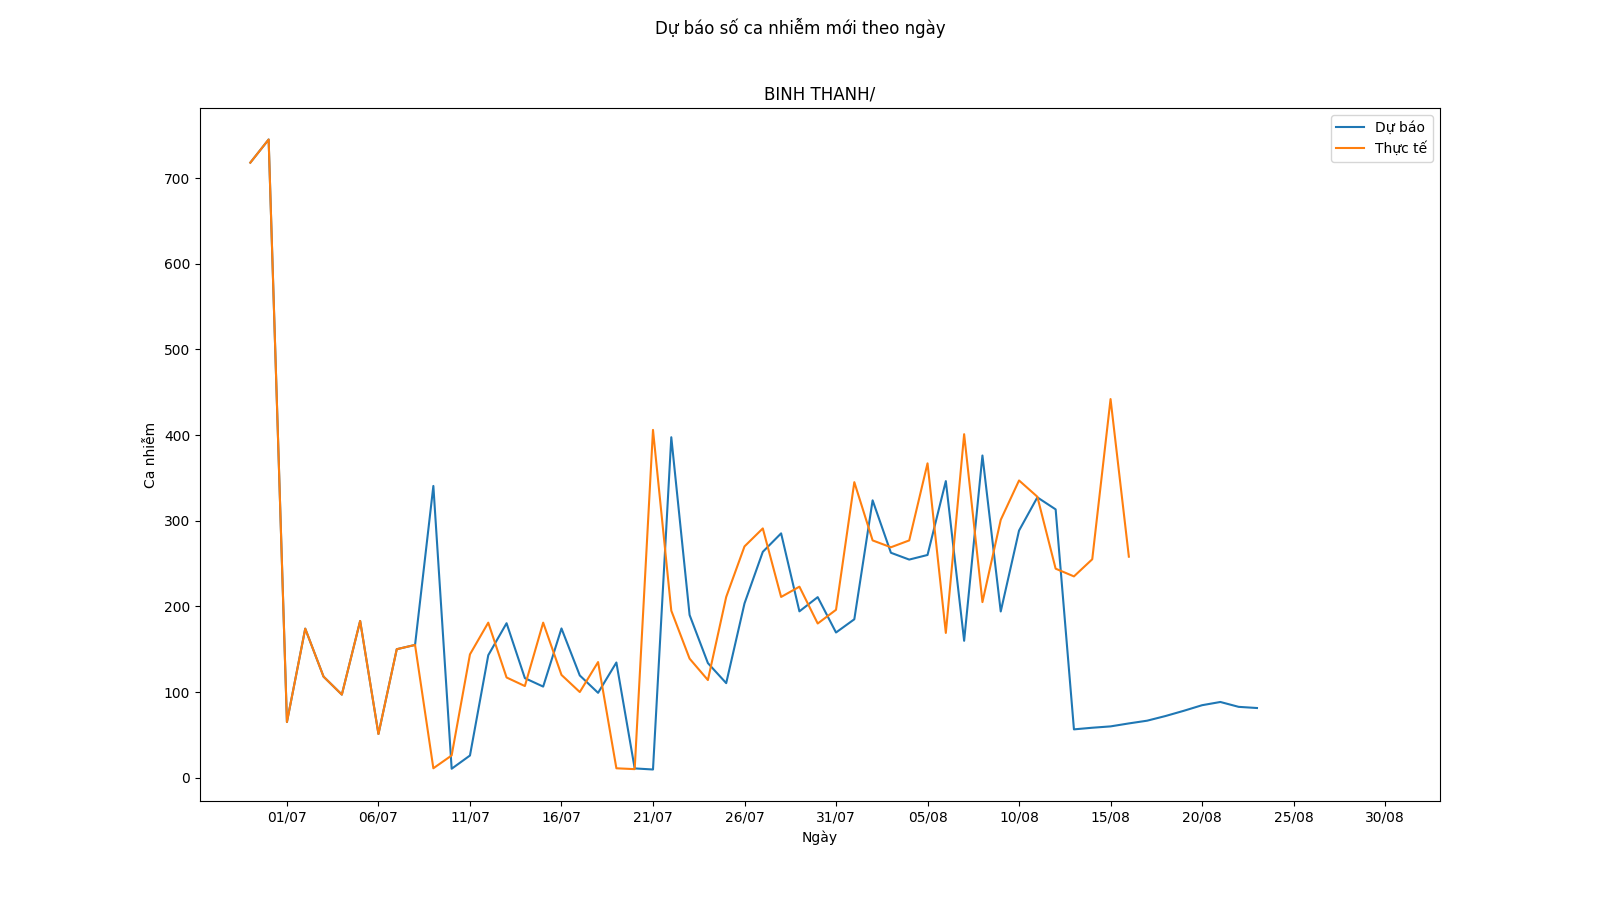 Dự báo số ca nhiễm mới theo ngày
BINH THANH/
Dự báo
Thực tế
700
600
500
400
300
200
100
0
Ca nhiễm
01/07 06/07 11/07 16/07 21/07 26/07 31/07 05/08 10/08 15/08 20/08 25/08 30/08
Ngày